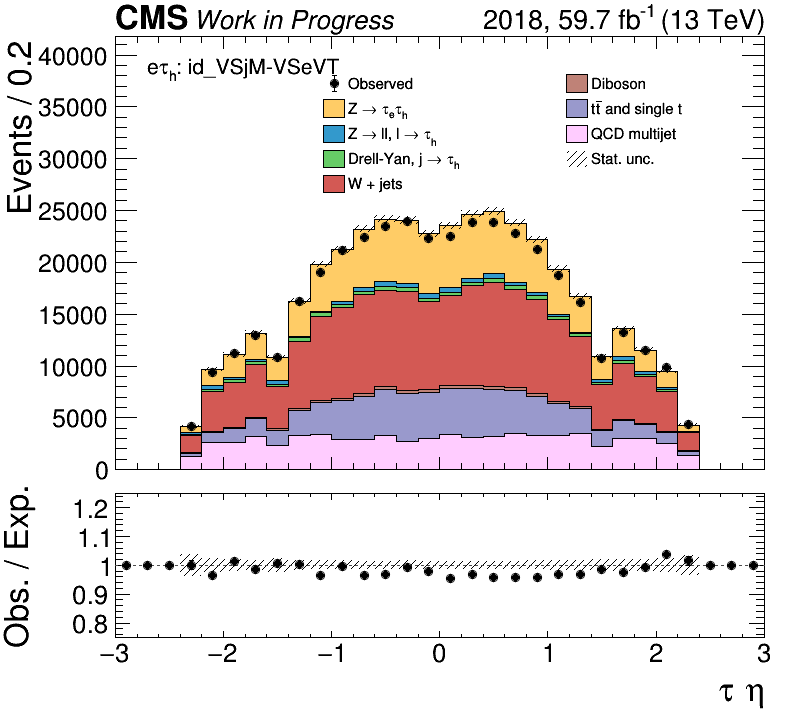 CMS Work in Progress 2018, 59.7 fb⁻¹ (13 TeV)
Events / 0.2
40000
35000
30000
25000
20000
15000
10000
5000
0
eτₕ: id_VSjM-VSeVT
Observed
Z → τₑτₕ
Z → ll, l → τₕ
Drell-Yan, j → τₕ
W + jets
Diboson
tt̄ and single t
QCD multijet
Stat. unc.
Obs. / Exp.
1.2
1.1
1
0.9
0.8
−3 −2 −1 0 1 2 3
τ η